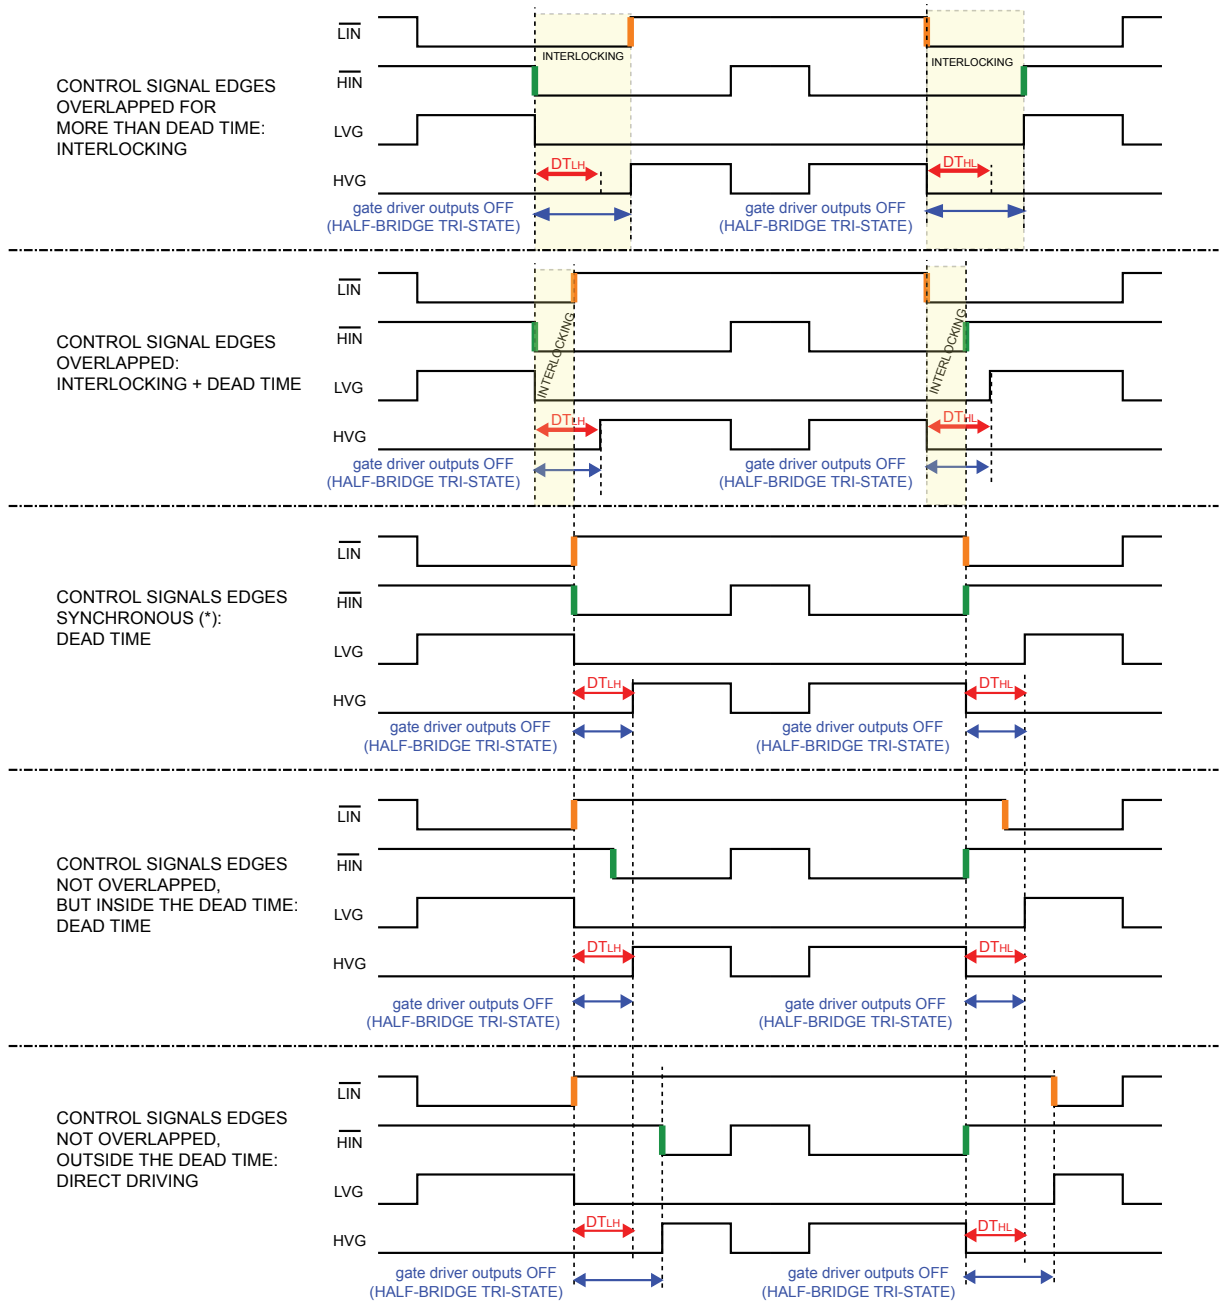 LIN
INTERLOCKING
INTERLOCKING
HIN
CONTROL SIGNAL EDGES
OVERLAPPED FOR
MORE THAN DEAD TIME:
INTERLOCKING
LVG
DTLH
DTHL
HVG
gate driver outputs OFF
(HALF-BRIDGE TRI-STATE)
gate driver outputs OFF
(HALF-BRIDGE TRI-STATE)
LIN
HIN
INTERLOCKING
INTERLOCKING
CONTROL SIGNAL EDGES
OVERLAPPED:
INTERLOCKING + DEAD TIME
LVG
DTLH
DTHL
HVG
gate driver outputs OFF
(HALF-BRIDGE TRI-STATE)
gate driver outputs OFF
(HALF-BRIDGE TRI-STATE)
LIN
HIN
CONTROL SIGNALS EDGES
SYNCHRONOUS (*):
DEAD TIME
LVG
DTLH
DTHL
HVG
gate driver outputs OFF
(HALF-BRIDGE TRI-STATE)
gate driver outputs OFF
(HALF-BRIDGE TRI-STATE)
LIN
HIN
CONTROL SIGNALS EDGES
NOT OVERLAPPED,
BUT INSIDE THE DEAD TIME:
DEAD TIME
LVG
DTLH
DTHL
HVG
gate driver outputs OFF
(HALF-BRIDGE TRI-STATE)
gate driver outputs OFF
(HALF-BRIDGE TRI-STATE)
LIN
HIN
CONTROL SIGNALS EDGES
NOT OVERLAPPED,
OUTSIDE THE DEAD TIME:
DIRECT DRIVING
LVG
DTLH
DTHL
HVG
gate driver outputs OFF
(HALF-BRIDGE TRI-STATE)
gate driver outputs OFF
(HALF-BRIDGE TRI-STATE)